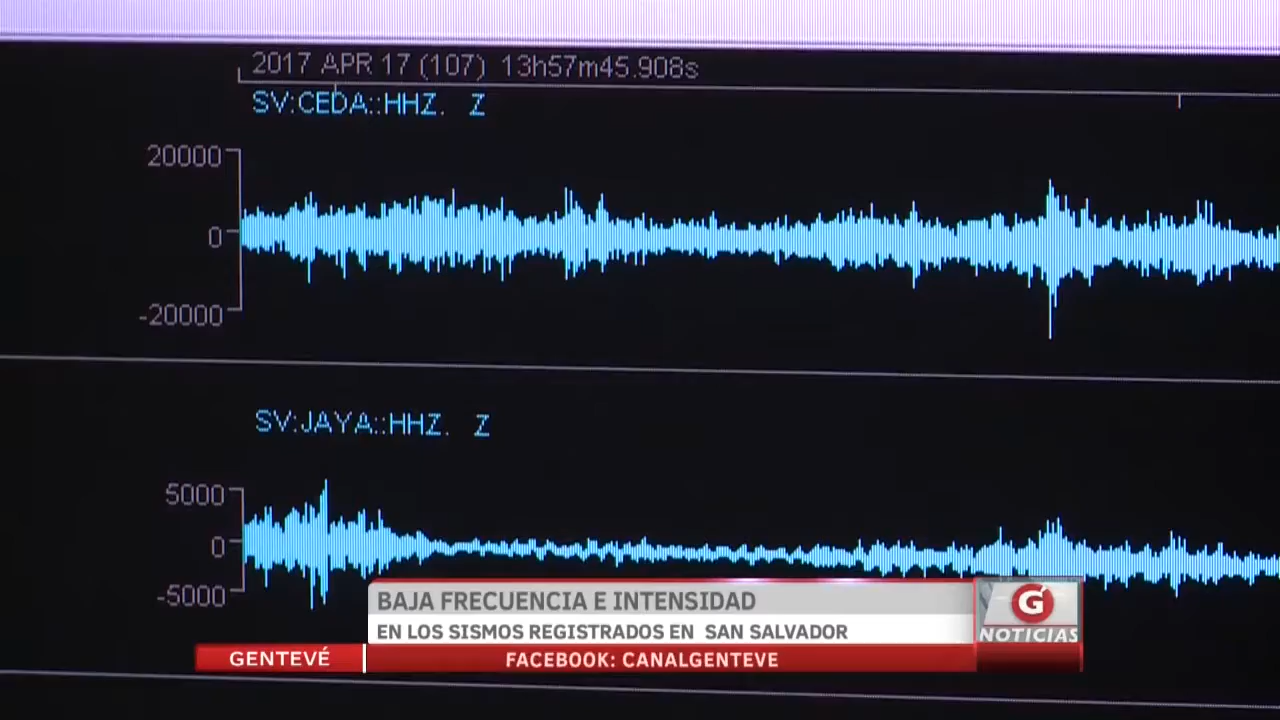 2017 APR 17 (107) 13h57m45.908s
SV:CEDA::HHZ. Z
20000
0
-20000
SV:JAYA::HHZ. Z
5000
0
-5000
BAJA FRECUENCIA E INTENSIDAD
EN LOS SISMOS REGISTRADOS EN SAN SALVADOR
G
NOTICIAS
GENTEVÉ
FACEBOOK: CANALGENTEVE